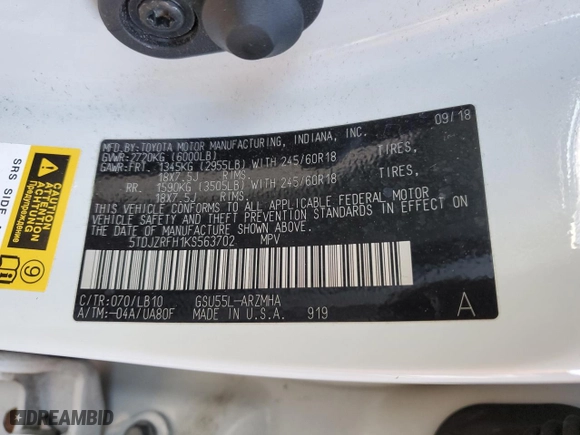 09/18
MFD.BY:TOYOTA MOTOR MANUFACTURING, INDIANA, INC.
GVWR:2720KG (6000LB)
GAWR:FRT. 1345KG (2955LB) WITH 245/60R18 TIRES,
18X7.5J RIMS,
RR. 1590KG (3505LB) WITH 245/60R18 TIRES,
18X7.5J RIMS,
THIS VEHICLE CONFORMS TO ALL APPLICABLE FEDERAL MOTOR
VEHICLE SAFETY AND THEFT PREVENTION STANDARDS IN EFFECT ON
THE DATE OF MANUFACTURE SHOWN ABOVE.
5TDJZRFH1KS563702 MPV
C/TR:070/LB10 GSU55L-ARZMHA
A/TM:-04A/UA80F MADE IN U.S.A. 919 A
SRS SIDE
CAUTION
ACHTUNG
9
DREAMBID